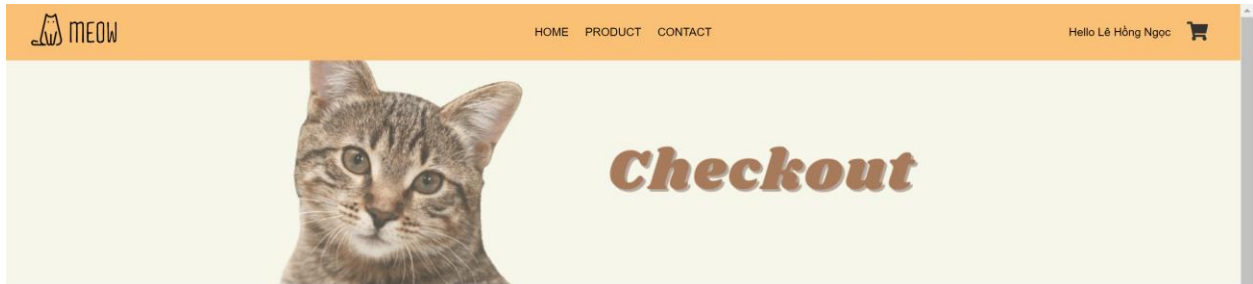 MEOW
HOME PRODUCT CONTACT
Hello Lê Hồng Ngọc
Checkout